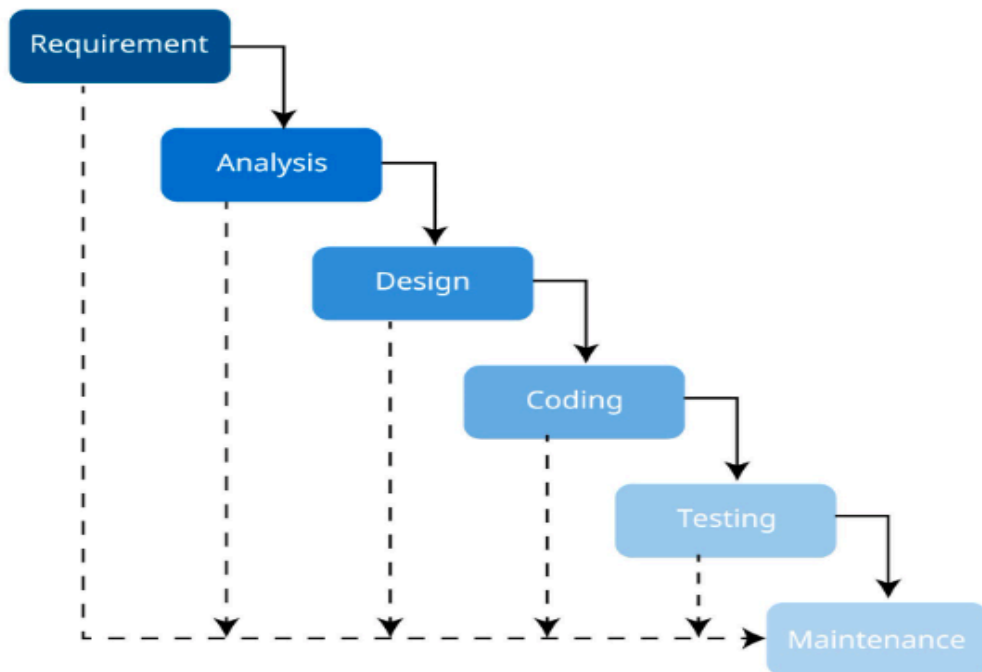 Requirement
Analysis
Design
Coding
Testing
Maintenance